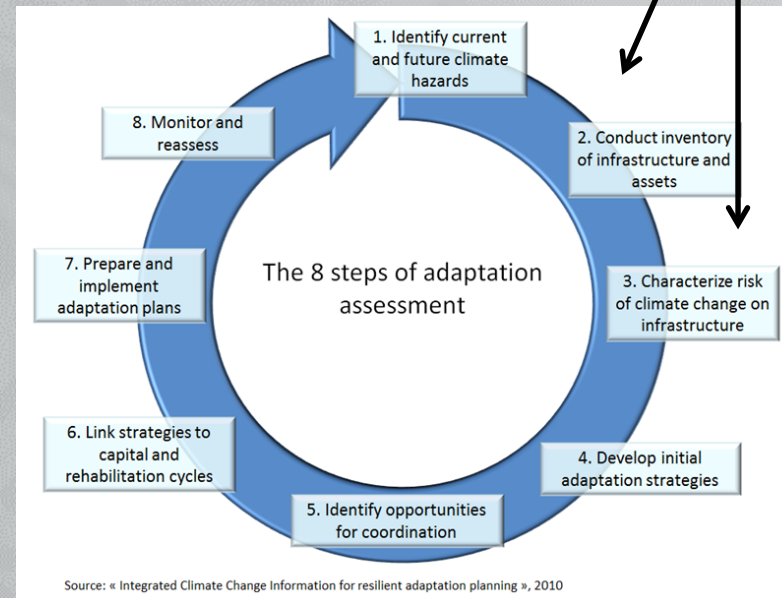 1. Identify current
and future climate
hazards
2. Conduct inventory
of infrastructure and
assets
3. Characterize risk
of climate change on
infrastructure
4. Develop initial
adaptation strategies
5. Identify opportunities
for coordination
6. Link strategies to
capital and
rehabilitation cycles
7. Prepare and
implement
adaptation plans
8. Monitor and
reassess
The 8 steps of adaptation
assessment
Source: « Integrated Climate Change Information for resilient adaptation planning », 2010